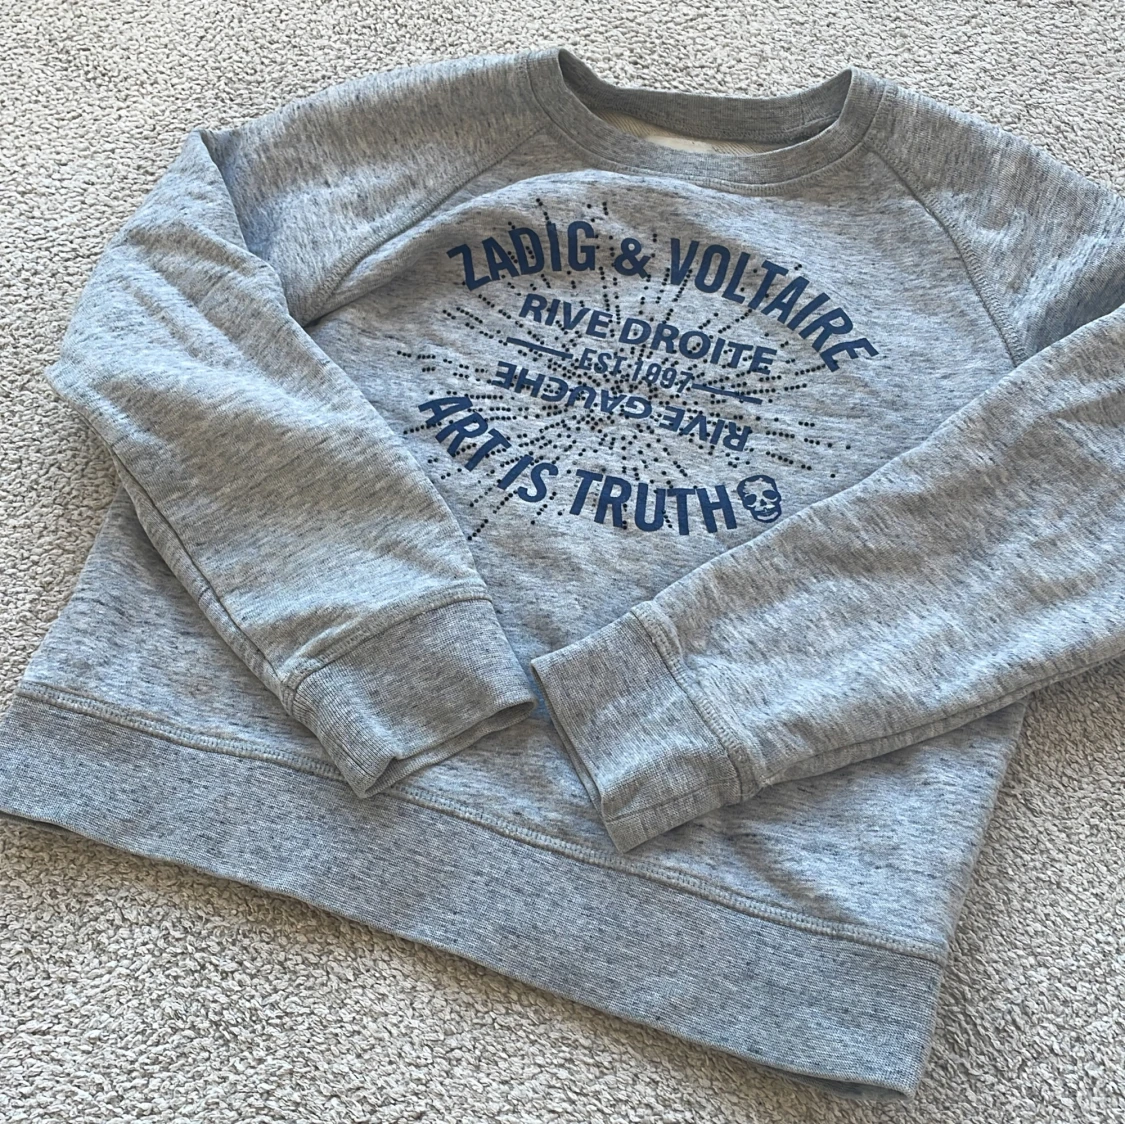 ZADIG & VOLTAIRE
RIVE DROITE
EST 1997
RIVE GAUCHE
ART IS TRUTH